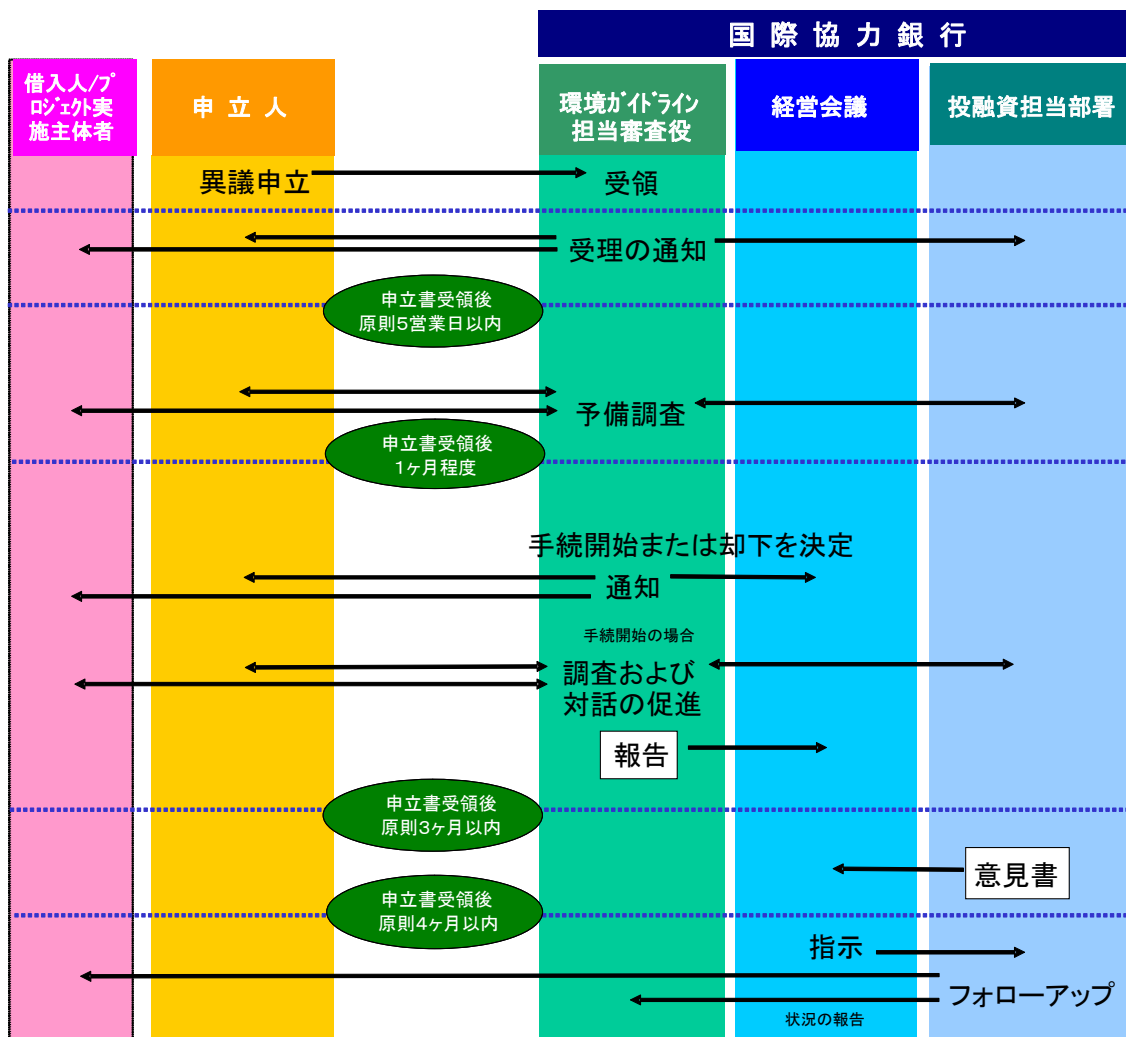 国際協力銀行
借入人/プ
ロジェクト実
施主体者
申立人
環境ガイドライン
担当審査役
経営会議
投融資担当部署
異議申立
受領
受理の通知
申立書受領後
原則5営業日以内
予備調査
申立書受領後
1ヶ月程度
手続開始または却下を決定
通知
手続開始の場合
調査および
対話の促進
報告
申立書受領後
原則3ヶ月以内
意見書
申立書受領後
原則4ヶ月以内
指示
フォローアップ
状況の報告